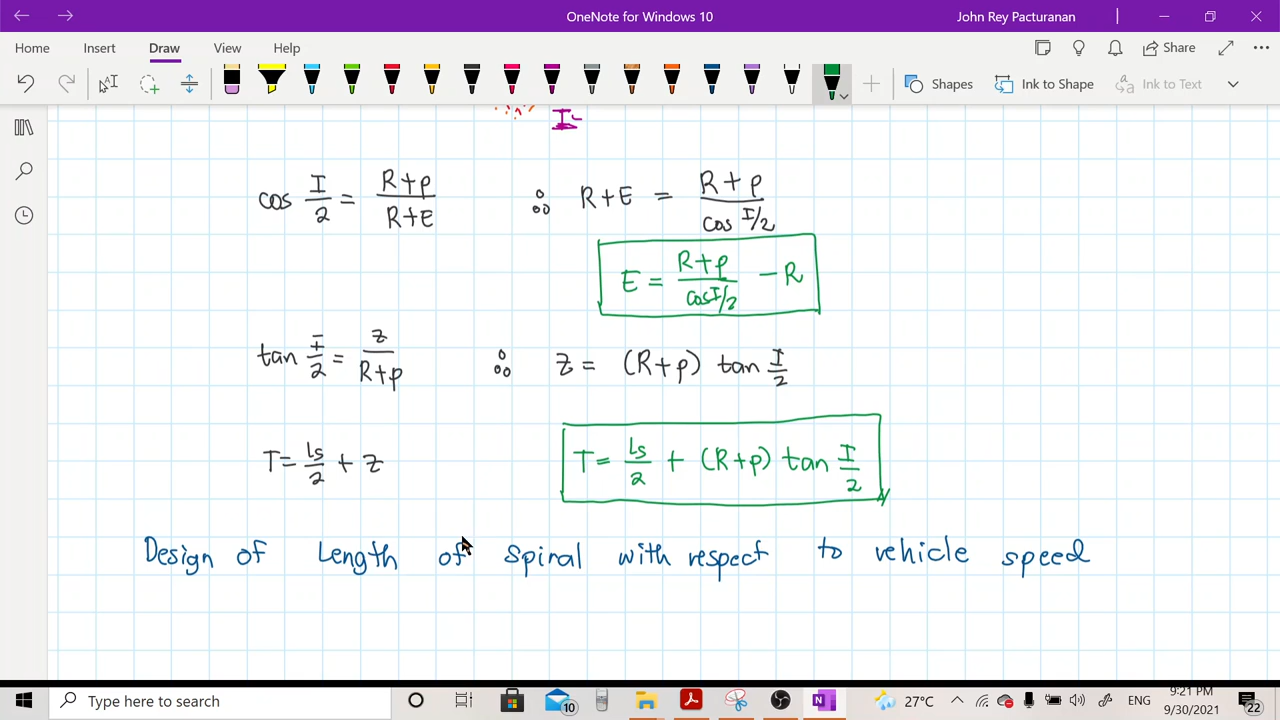 OneNote for Windows 10
John Rey Pacturanan
Home Insert Draw View Help
Share
Shapes
Ink to Shape
Ink to Text
I
cos I/2 = (R+p)/(R+E) ∴ R+E = (R+p)/(cos I/2)
E = (R+p)/(cos I/2) − R
tan I/2 = z/(R+p) ∴ z = (R+p) tan I/2
T = Ls/2 + z
T = Ls/2 + (R+p) tan I/2
Design of Length of spiral with respect to vehicle speed
Type here to search
10
27°C
ENG
9:21 PM
9/30/2021
22